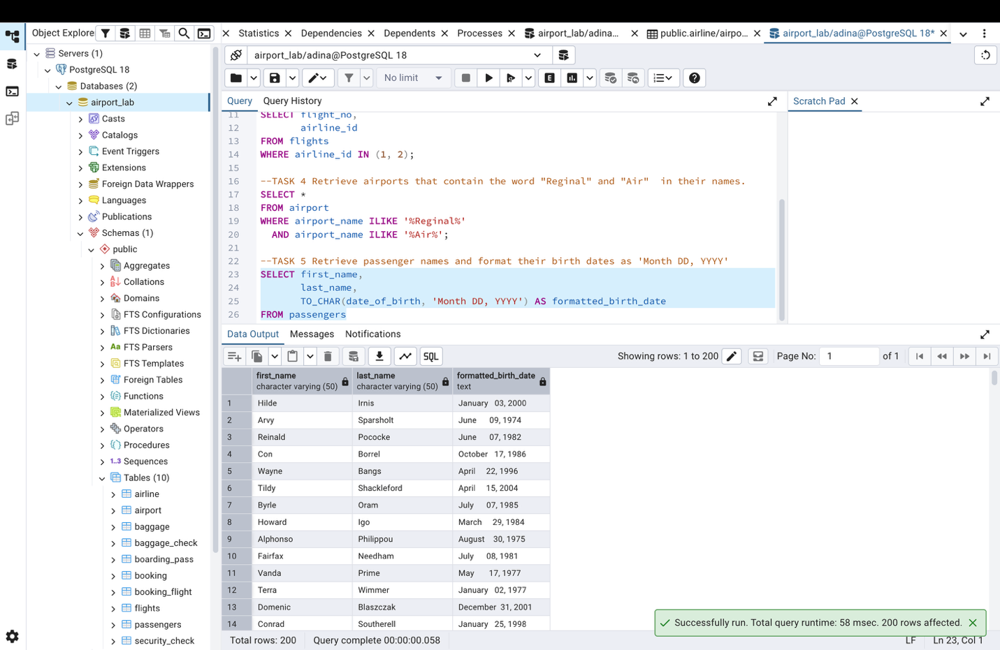 Object Explore
Statistics
Dependencies
Dependents
Processes
airport_lab/adina...
public.airline/airpo...
airport_lab/adina@PostgreSQL 18*
Servers (1)
PostgreSQL 18
Databases (2)
airport_lab
Casts
Catalogs
Event Triggers
Extensions
Foreign Data Wrappers
Languages
Publications
Schemas (1)
public
Aggregates
Collations
Domains
FTS Configurations
FTS Dictionaries
Aa FTS Parsers
FTS Templates
Foreign Tables
Functions
Materialized Views
Operators
Procedures
1..3 Sequences
Tables (10)
airline
airport
baggage
baggage_check
boarding_pass
booking
booking_flight
flights
passengers
security_check
airport_lab/adina@PostgreSQL 18
No limit
E
Query Query History
Scratch Pad
11 SELECT flight_no,
12 airline_id
13 FROM flights
14 WHERE airline_id IN (1, 2);
15
16 --TASK 4 Retrieve airports that contain the word "Reginal" and "Air"  in their names.
17 SELECT *
18 FROM airport
19 WHERE airport_name ILIKE '%Reginal%'
20 AND airport_name ILIKE '%Air%';
21
22 --TASK 5 Retrieve passenger names and format their birth dates as 'Month DD, YYYY'
23 SELECT first_name,
24 last_name,
25 TO_CHAR(date_of_birth, 'Month DD, YYYY') AS formatted_birth_date
26 FROM passengers
Data Output Messages Notifications
SQL
Showing rows: 1 to 200
Page No: 1 of 1
first_name last_name formatted_birth_date
character varying (50) character varying (50) text
1 Hilde Irnis January 03, 2000
2 Arvy Sparsholt June 09, 1974
3 Reinald Pococke June 07, 1982
4 Con Borrel October 17, 1986
5 Wayne Bangs April 22, 1996
6 Tildy Shackleford April 15, 2004
7 Byrle Oram July 07, 1985
8 Howard Igo March 29, 1984
9 Alphonso Philippou August 30, 1975
10 Fairfax Needham July 08, 1981
11 Vanda Prime May 17, 1977
12 Terra Wimmer January 02, 1977
13 Domenic Blaszczak December 31, 2001
14 Conrad Southerell January 25, 1998
Successfully run. Total query runtime: 58 msec. 200 rows affected.
Total rows: 200
Query complete 00:00:00.058
LF
Ln 23, Col 1